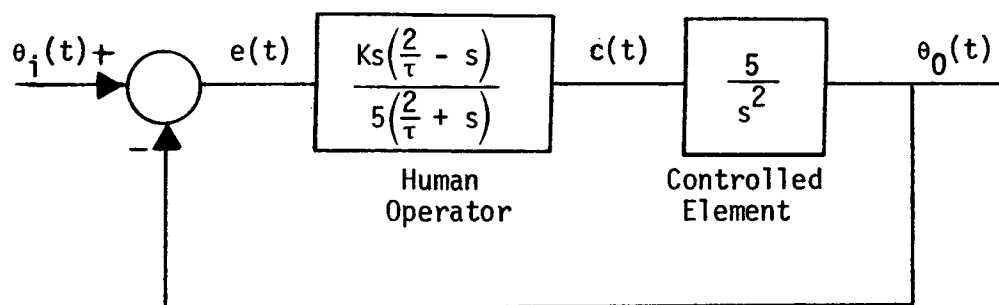 θi(t) + e(t) Ks(2/τ - s) / 5(2/τ + s) c(t) 5/s² θ0(t)
-
Human
Operator
Controlled
Element